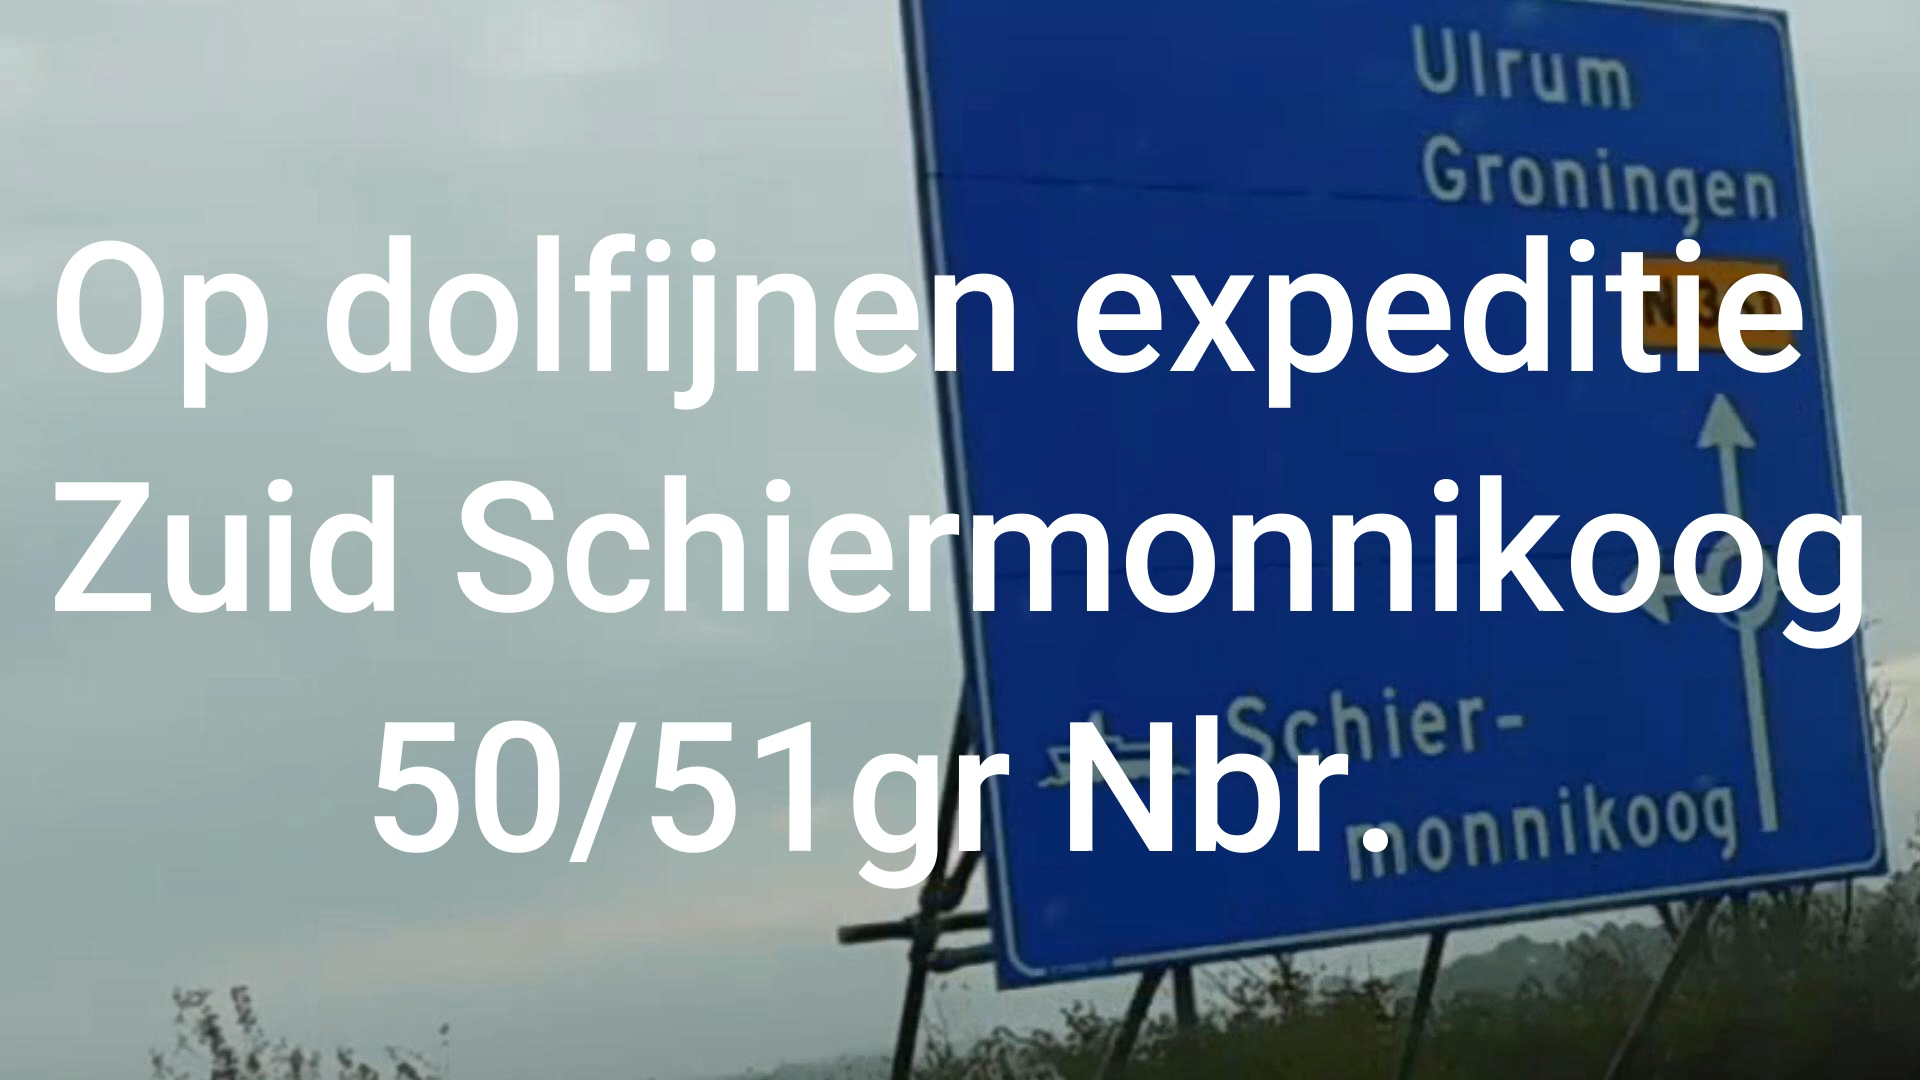 Ulrum
Groningen
Op dolfijnen expeditie
Zuid Schiermonnikoog
50/51gr Nbr.
Schier-
monnikoog